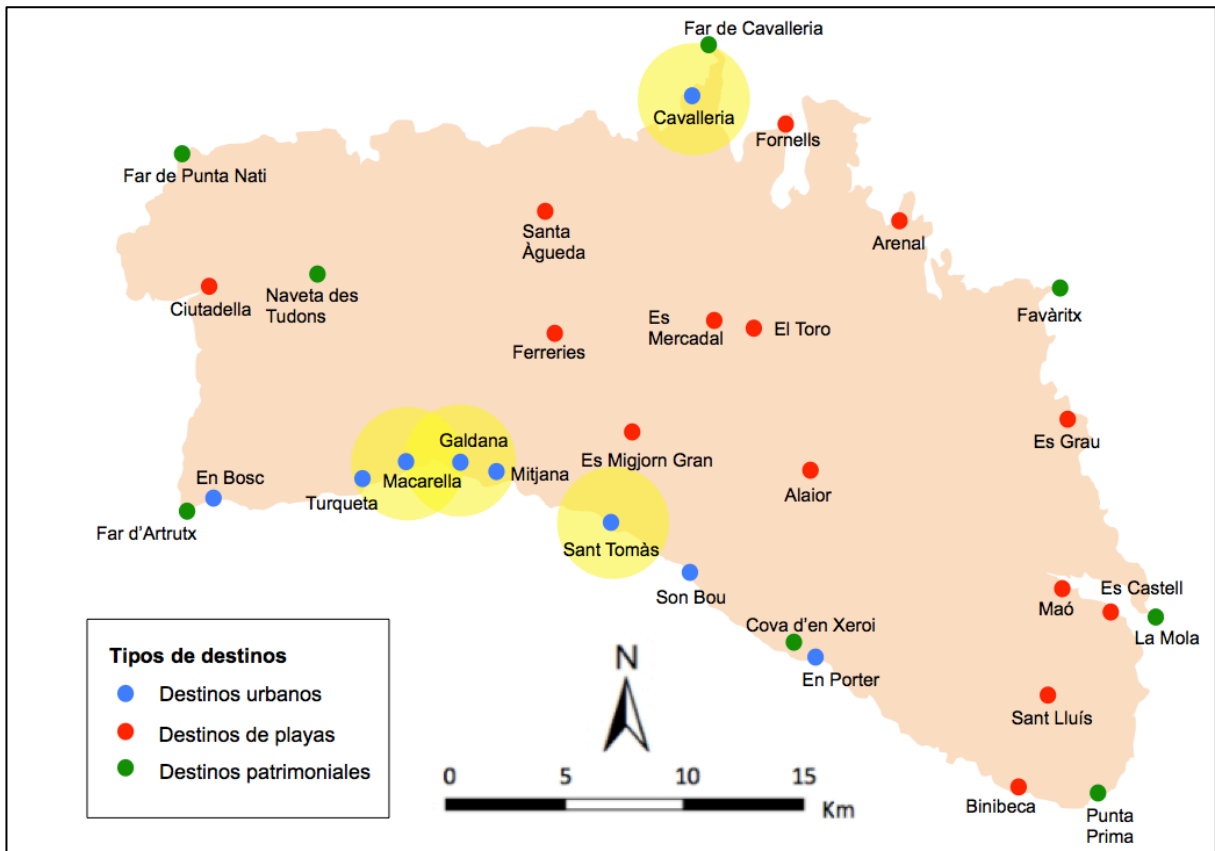 Far de Cavalleria
Cavalleria
Fornells
Far de Punta Nati
Santa
Àgueda
Arenal
Ciutadella
Naveta des
Tudons
Favàritx
Es
Mercadal
El Toro
Ferreries
Es Grau
Galdana
Macarella
Mitjana
Es Migjorn Gran
Alaior
En Bosc
Turqueta
Far d'Artrutx
Sant Tomàs
Son Bou
Es Castell
Maó
La Mola
Cova d'en Xeroi
En Porter
Sant Lluís
Binibeca
Punta
Prima
Tipos de destinos
Destinos urbanos
Destinos de playas
Destinos patrimoniales
N
0 5 10 15
Km